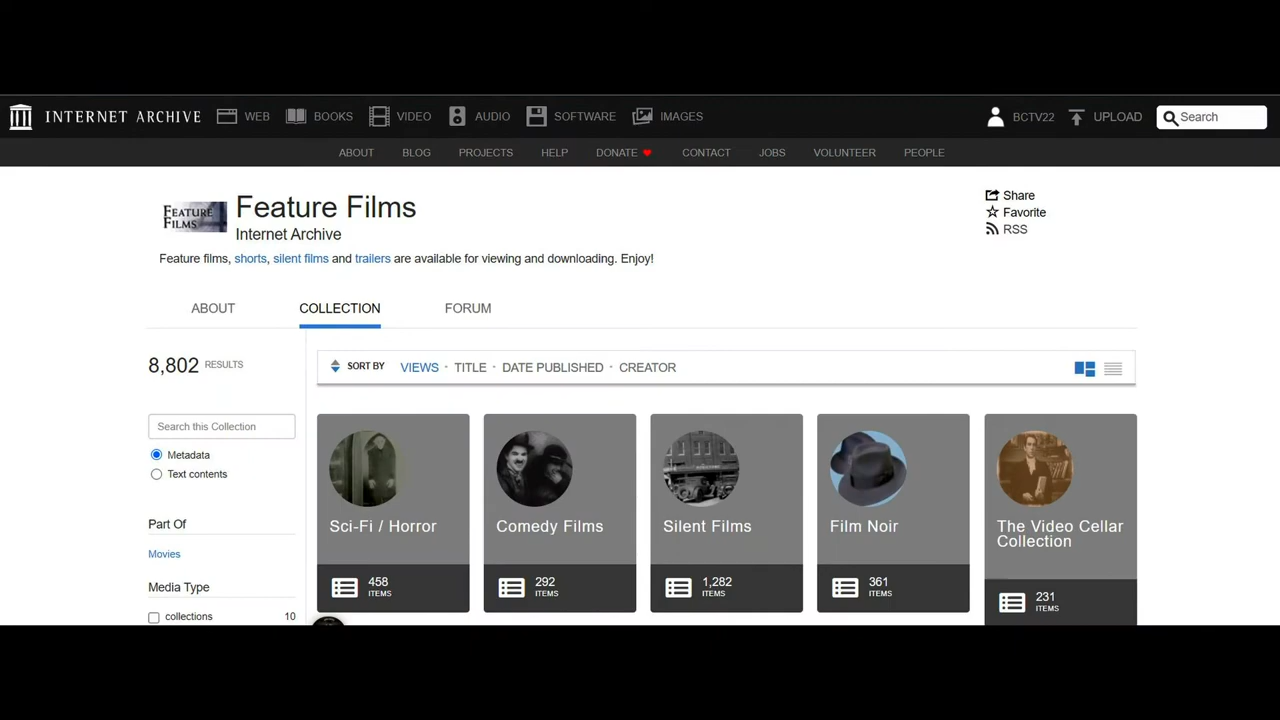 INTERNET ARCHIVE WEB BOOKS VIDEO AUDIO SOFTWARE IMAGES BCTV22 UPLOAD Search
ABOUT BLOG PROJECTS HELP DONATE CONTACT JOBS VOLUNTEER PEOPLE
FEATURE FILMS
Feature Films
Internet Archive
Feature films, shorts, silent films and trailers are available for viewing and downloading. Enjoy!
Share
Favorite
RSS
ABOUT COLLECTION FORUM
8,802 RESULTS
SORT BY VIEWS · TITLE · DATE PUBLISHED · CREATOR
Search this Collection
Metadata
Text contents
Part Of
Movies
Media Type
collections 10
Sci-Fi / Horror
458
ITEMS
Comedy Films
292
ITEMS
Silent Films
1,282
ITEMS
Film Noir
361
ITEMS
The Video Cellar
Collection
231
ITEMS